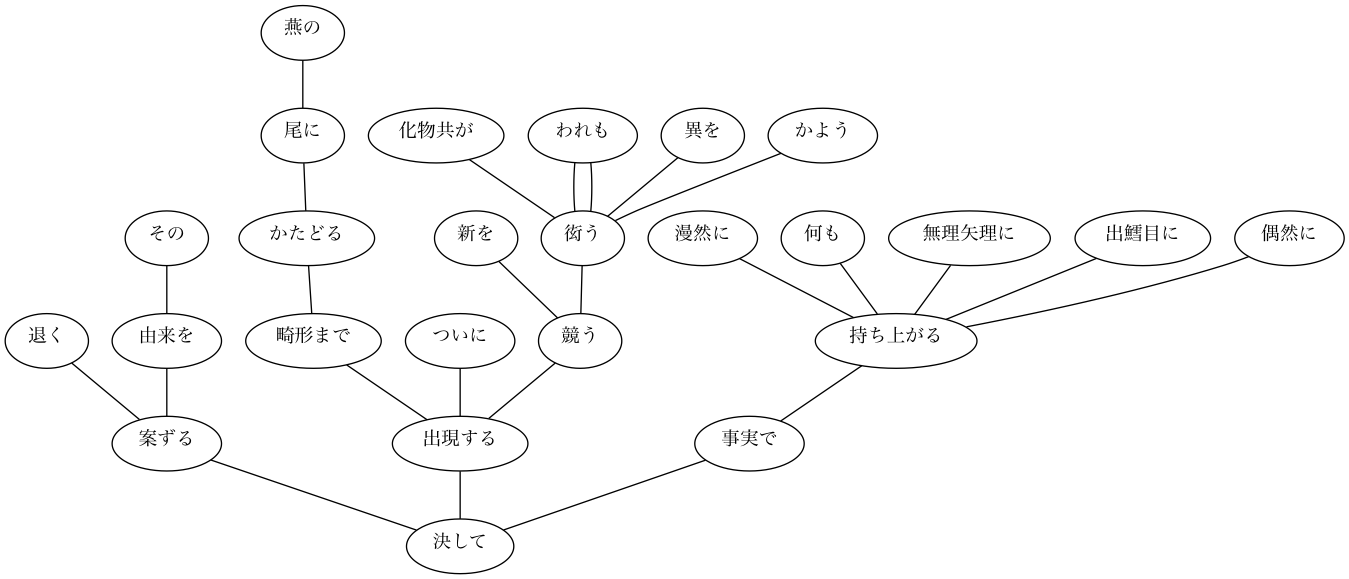 燕の
尾に
化物共が
われも
異を
かよう
その
かたどる
新を
衒う
漫然に
何も
無理矢理に
出鱈目に
偶然に
退く
由来を
畸形まで
ついに
競う
持ち上がる
案ずる
出現する
事実で
決して